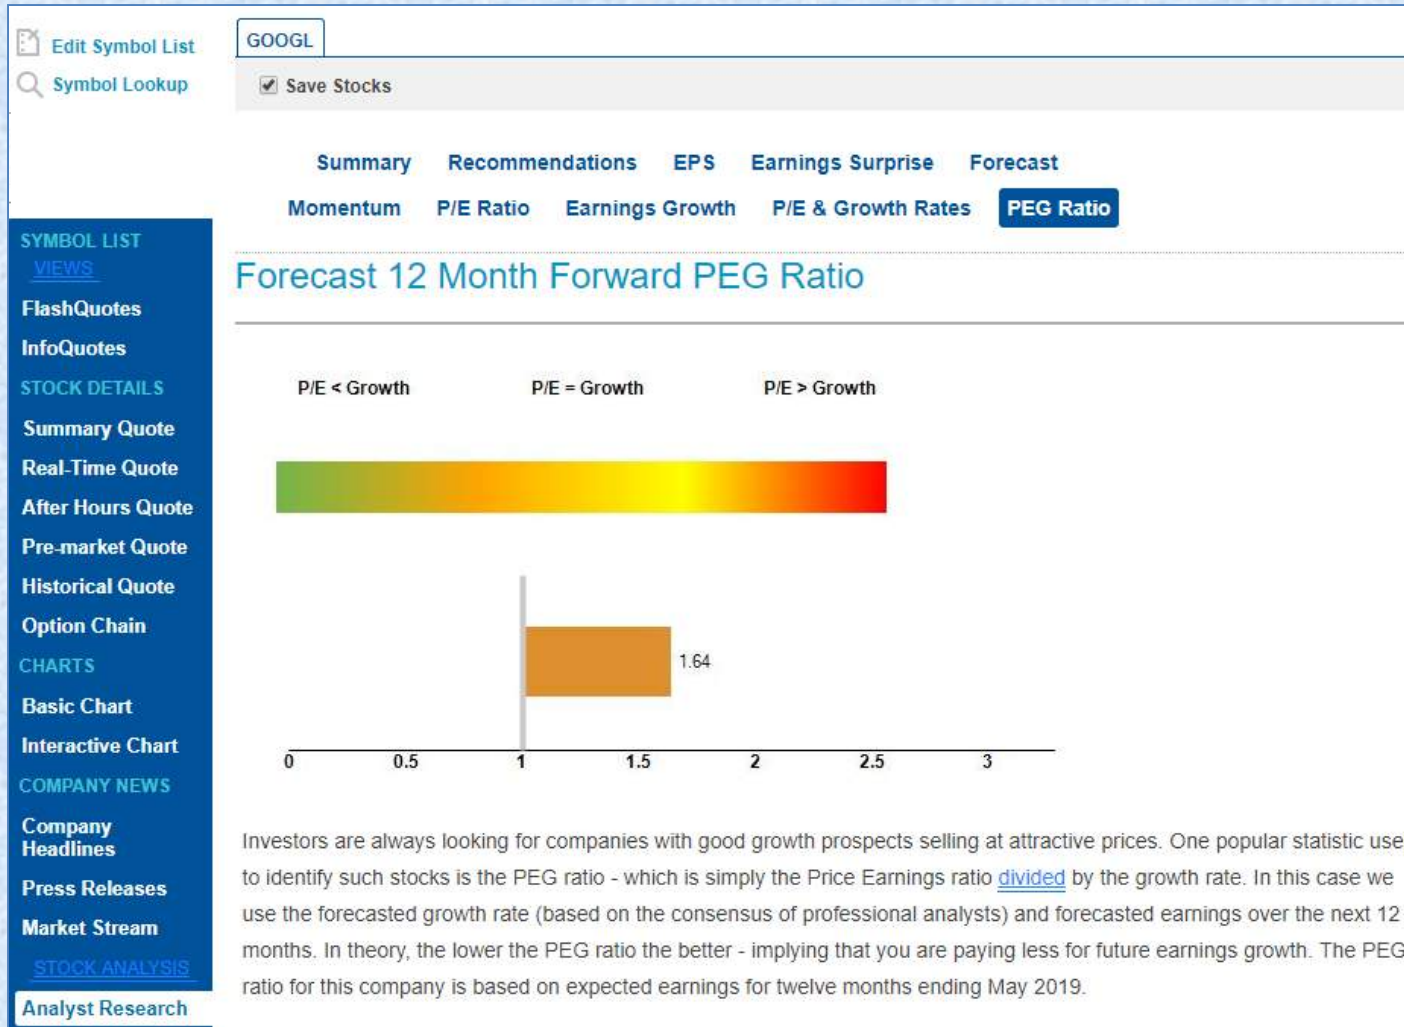 Edit Symbol List
Symbol Lookup
SYMBOL LIST
VIEWS
FlashQuotes
InfoQuotes
STOCK DETAILS
Summary Quote
Real-Time Quote
After Hours Quote
Pre-market Quote
Historical Quote
Option Chain
CHARTS
Basic Chart
Interactive Chart
COMPANY NEWS
Company
Headlines
Press Releases
Market Stream
STOCK ANALYSIS
Analyst Research
GOOGL
Save Stocks
Summary Recommendations EPS Earnings Surprise Forecast
Momentum P/E Ratio Earnings Growth P/E & Growth Rates PEG Ratio
Forecast 12 Month Forward PEG Ratio
P/E < Growth P/E = Growth P/E > Growth
1.64
0 0.5 1 1.5 2 2.5 3
Investors are always looking for companies with good growth prospects selling at attractive prices. One popular statistic use
to identify such stocks is the PEG ratio - which is simply the Price Earnings ratio divided by the growth rate. In this case we
use the forecasted growth rate (based on the consensus of professional analysts) and forecasted earnings over the next 12
months. In theory, the lower the PEG ratio the better - implying that you are paying less for future earnings growth. The PEG
ratio for this company is based on expected earnings for twelve months ending May 2019.